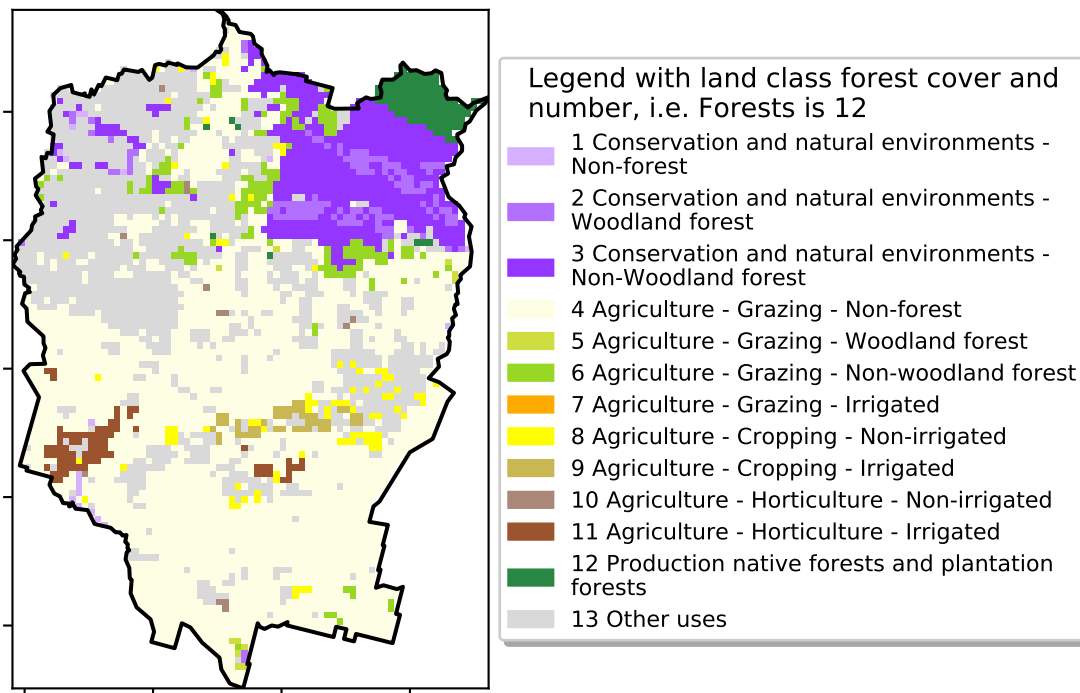 Legend with land class forest cover and
number, i.e. Forests is 12
1 Conservation and natural environments -
Non-forest
2 Conservation and natural environments -
Woodland forest
3 Conservation and natural environments -
Non-Woodland forest
4 Agriculture - Grazing - Non-forest
5 Agriculture - Grazing - Woodland forest
6 Agriculture - Grazing - Non-woodland forest
7 Agriculture - Grazing - Irrigated
8 Agriculture - Cropping - Non-irrigated
9 Agriculture - Cropping - Irrigated
10 Agriculture - Horticulture - Non-irrigated
11 Agriculture - Horticulture - Irrigated
12 Production native forests and plantation
forests
13 Other uses